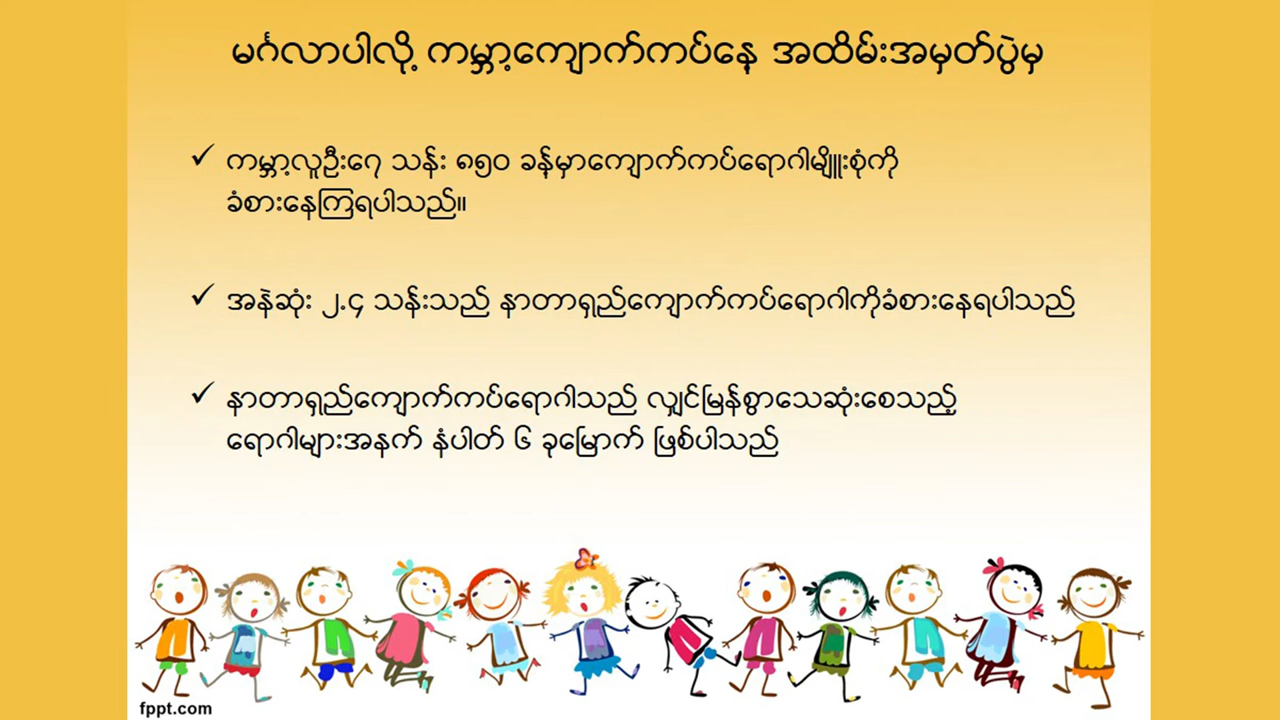 မင်္ဂလာပါလို့ ကမ္ဘာ့ကျောက်ကပ်နေ့ အထိမ်းအမှတ်ပွဲမှ
✓ ကမ္ဘာ့လူဦးရေ သန်း ၈၅၀ ခန့်မှာကျောက်ကပ်ရောဂါမျိုးစုံကို
ခံစားနေကြရပါသည်။
✓ အနဲဆုံး ၂.၄ သန်းသည် နာတာရှည်ကျောက်ကပ်ရောဂါကိုခံစားနေရပါသည်
✓ နာတာရှည်ကျောက်ကပ်ရောဂါသည် လျှင်မြန်စွာသေဆုံးစေသည့်
ရောဂါများအနက် နံပါတ် ၆ ခုမြောက် ဖြစ်ပါသည်
fppt.com